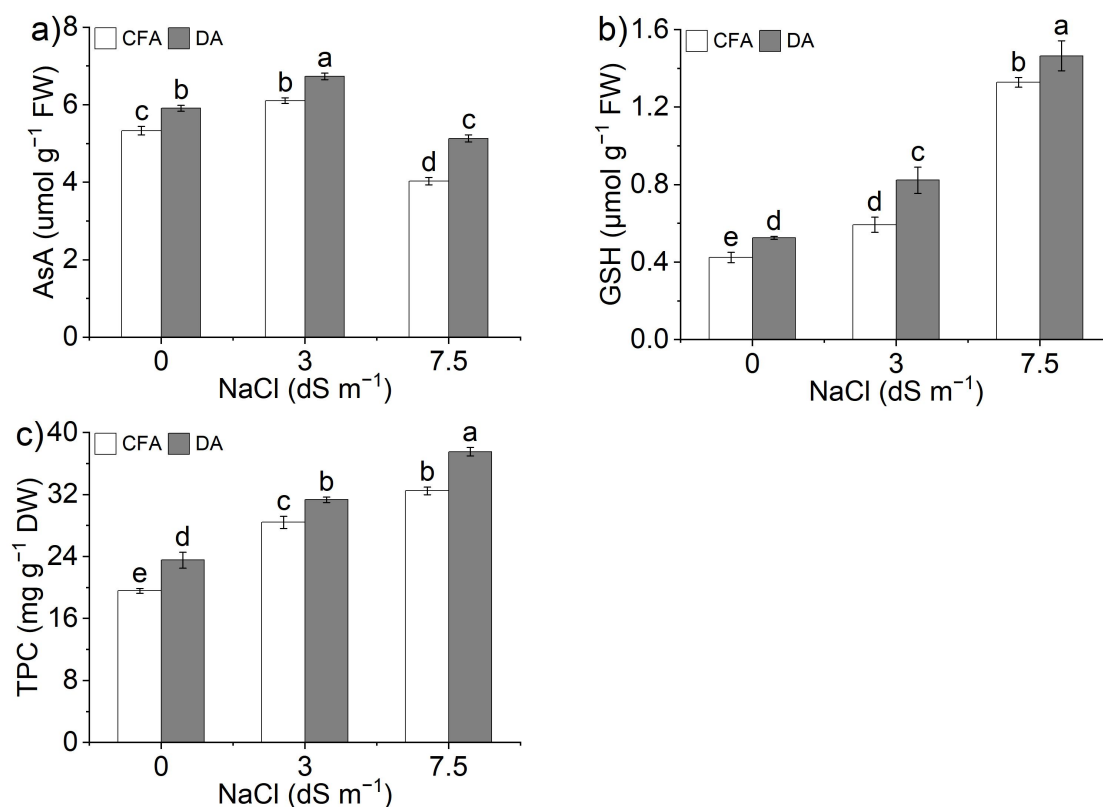 a)
CFA DA
AsA (umol g⁻¹ FW)
8
6
4
2
0
c b b a d c
0 3 7.5
NaCl (dS m⁻¹)
b)
CFA DA
GSH (μmol g⁻¹ FW)
1.6
1.2
0.8
0.4
0.0
e d d c b a
0 3 7.5
NaCl (dS m⁻¹)
c)
CFA DA
TPC (mg g⁻¹ DW)
40
32
24
16
8
0
e d c b b a
0 3 7.5
NaCl (dS m⁻¹)